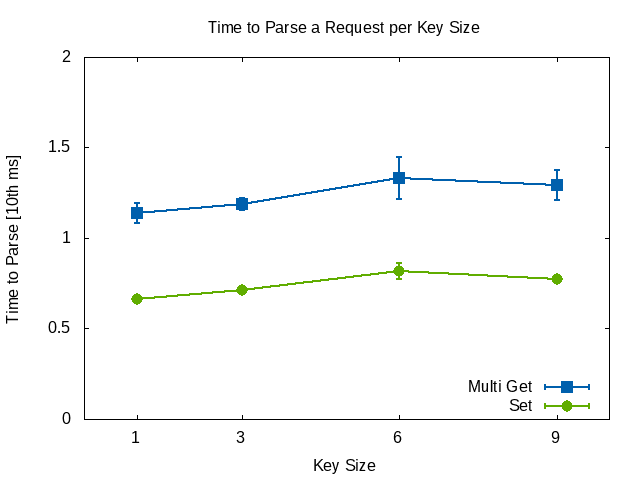 Time to Parse a Request per Key Size
2
1.5
1
0.5
0
Time to Parse [10th ms]
Multi Get
Set
1 3 6 9
Key Size